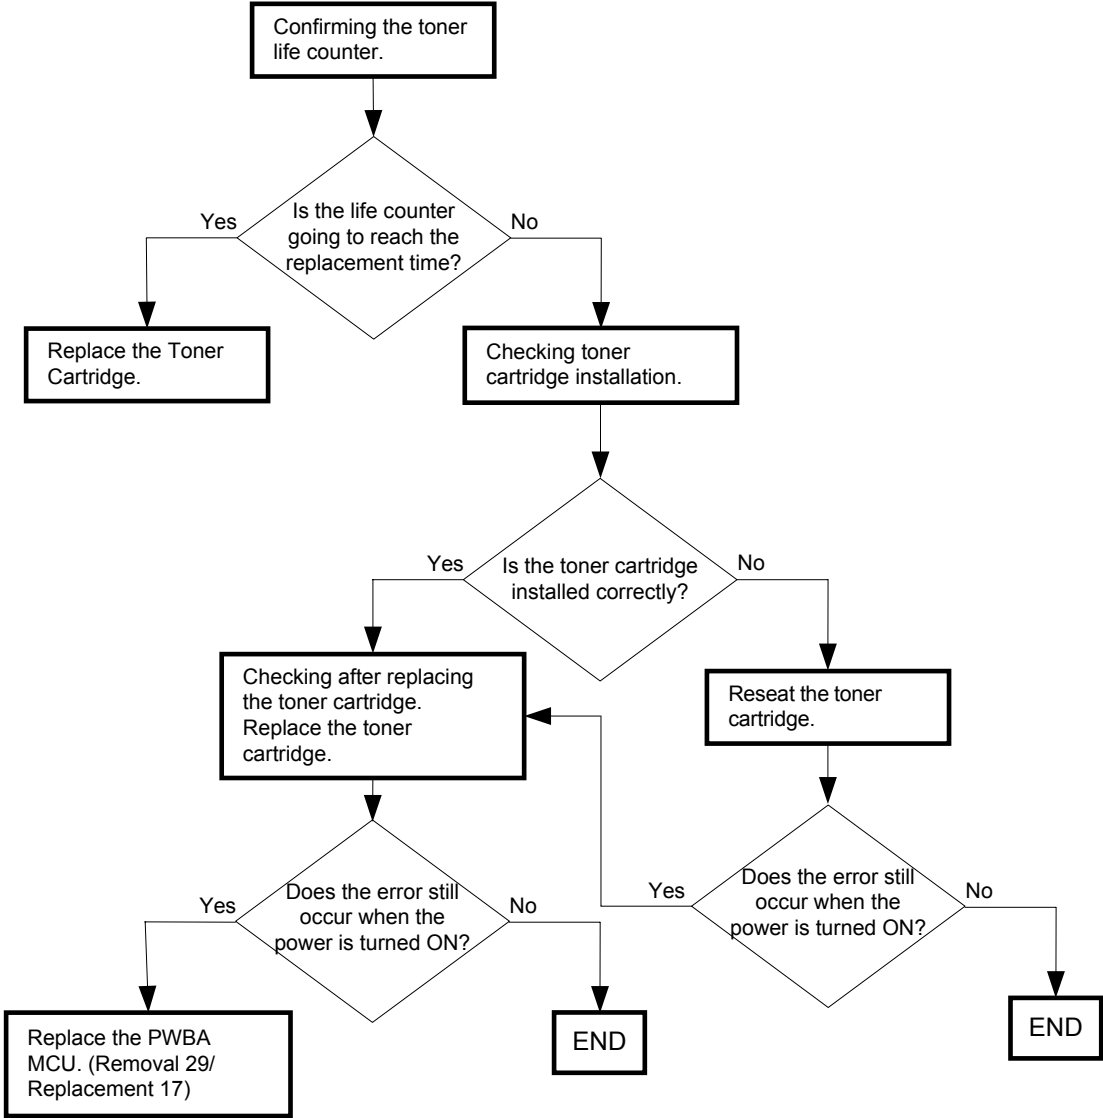 Confirming the toner
life counter.
Yes
Is the life counter
going to reach the
replacement time?
No
Replace the Toner
Cartridge.
Checking toner
cartridge installation.
Yes
Is the toner cartridge
installed correctly?
No
Checking after replacing
the toner cartridge.
Replace the toner
cartridge.
Reseat the toner
cartridge.
Yes
Does the error still
occur when the
power is turned ON?
No
Yes
Does the error still
occur when the
power is turned ON?
No
Replace the PWBA
MCU. (Removal 29/
Replacement 17)
END
END